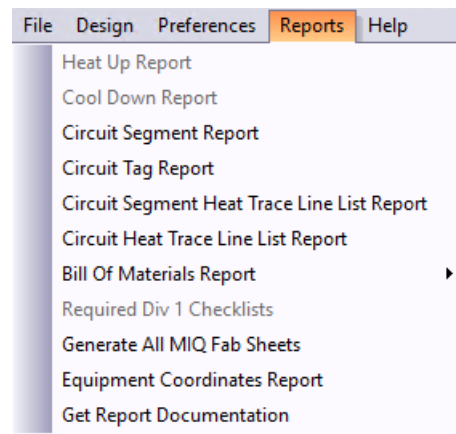 File Design Preferences Reports Help
Heat Up Report
Cool Down Report
Circuit Segment Report
Circuit Tag Report
Circuit Segment Heat Trace Line List Report
Circuit Heat Trace Line List Report
Bill Of Materials Report
Required Div 1 Checklists
Generate All MIQ Fab Sheets
Equipment Coordinates Report
Get Report Documentation